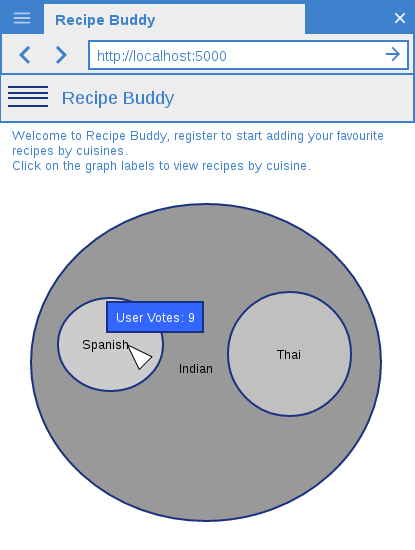 Recipe Buddy
http://localhost:5000
Recipe Buddy
Welcome to Recipe Buddy, register to start adding your favourite
recipes by cuisines.
Click on the graph labels to view recipes by cuisine.
User Votes: 9
Spanish
Thai
Indian